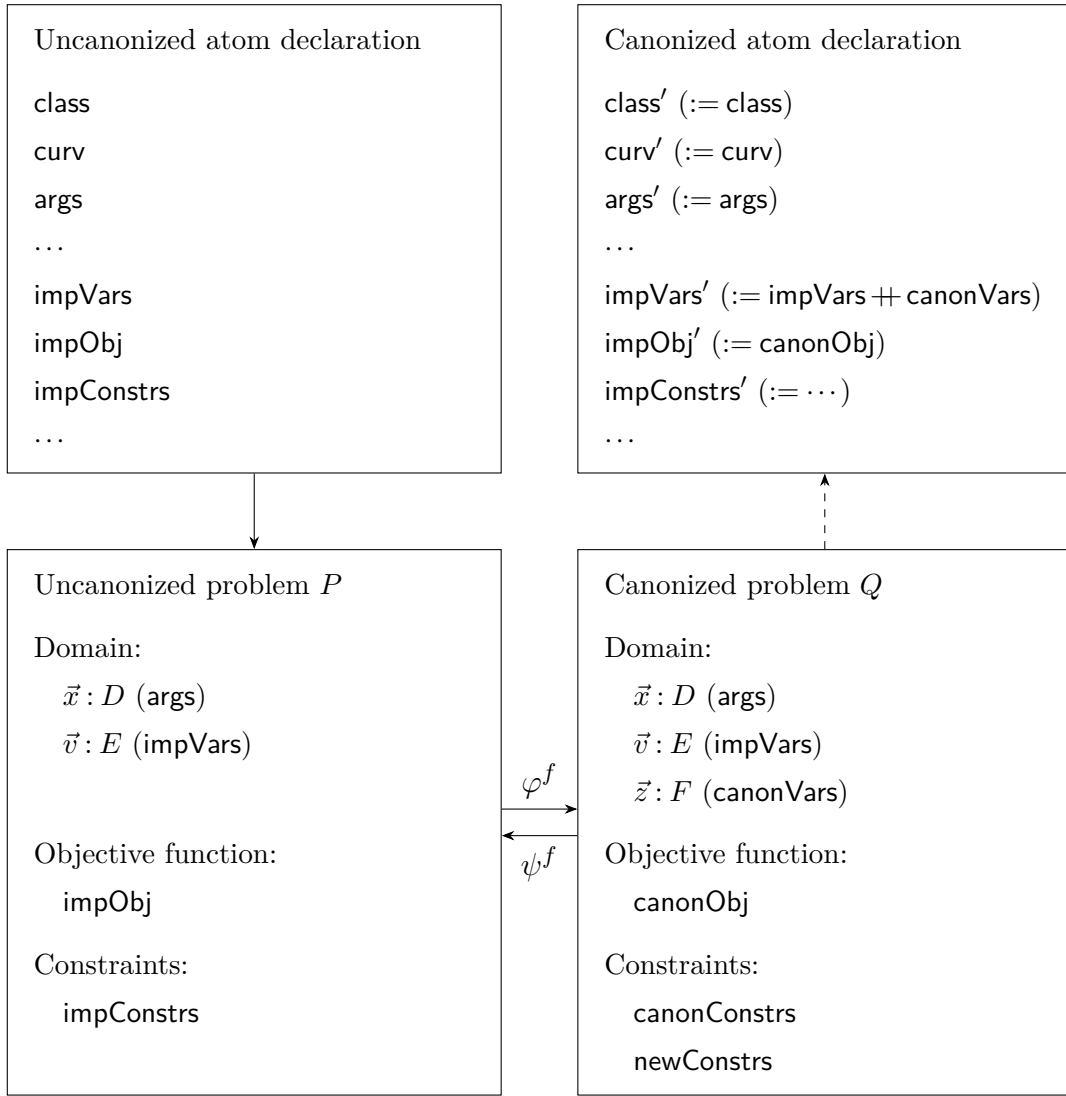 Uncanonized atom declaration
class
curv
args
...
impVars
impObj
impConstrs
...
Canonized atom declaration
class′ (:= class)
curv′ (:= curv)
args′ (:= args)
...
impVars′ (:= impVars ++ canonVars)
impObj′ (:= canonObj)
impConstrs′ (:= ⋯)
...
Uncanonized problem P
Domain:
x⃗ : D (args)
v⃗ : E (impVars)
Objective function:
impObj
Constraints:
impConstrs
φ^f
ψ^f
Canonized problem Q
Domain:
x⃗ : D (args)
v⃗ : E (impVars)
z⃗ : F (canonVars)
Objective function:
canonObj
Constraints:
canonConstrs
newConstrs